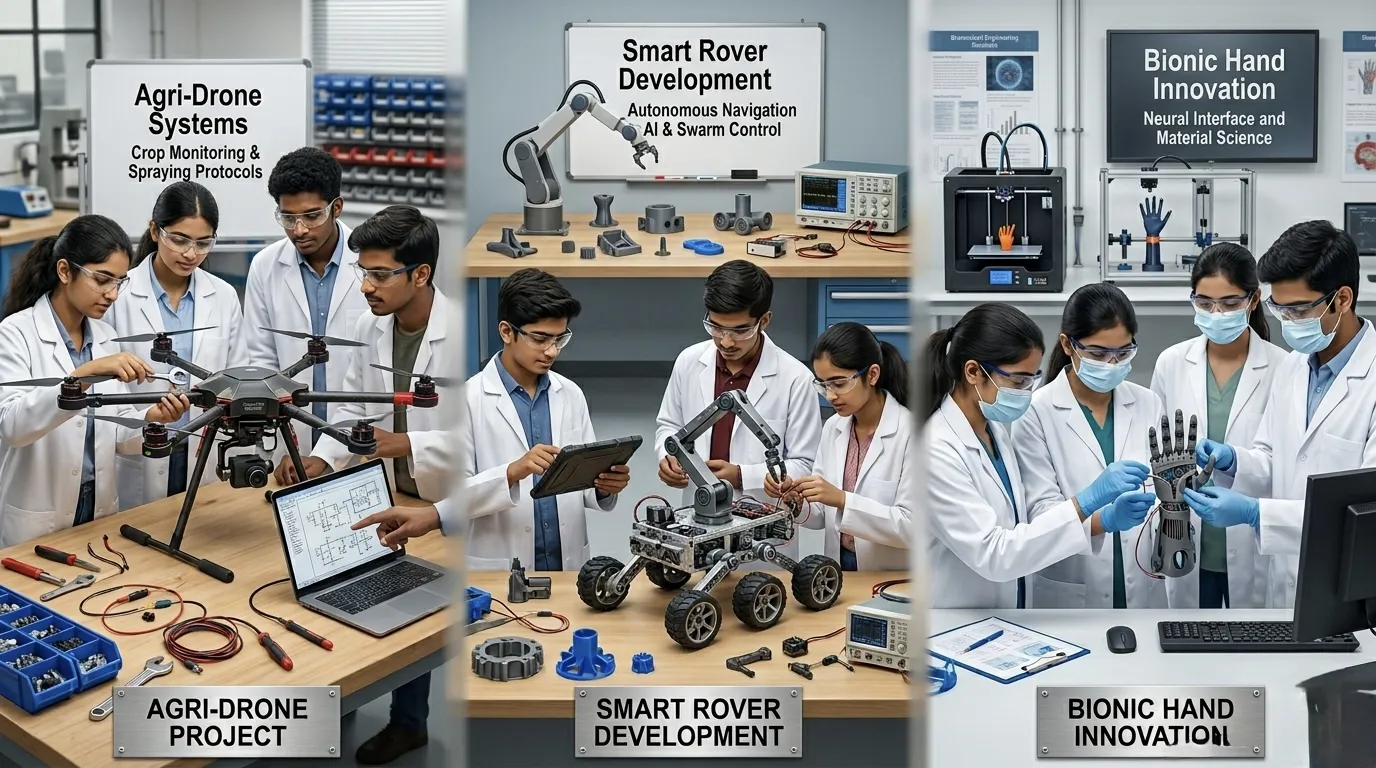 Agri-Drone
Systems
Crop Monitoring &
Spraying Protocols
AGRI-DRONE
PROJECT
Smart Rover
Development
Autonomous Navigation
AI & Swarm Control
SMART ROVER
DEVELOPMENT
Bionic Hand
Innovation
Neural Interface and
Material Science
BIONIC HAND
INNOVATION